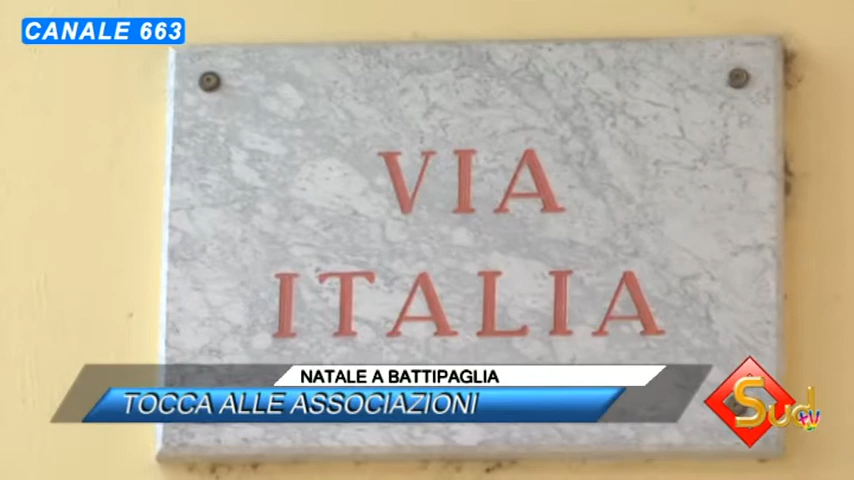 CANALE 663
VIA
ITALIA
NATALE A BATTIPAGLIA
TOCCA ALLE ASSOCIAZIONI
Sud tv